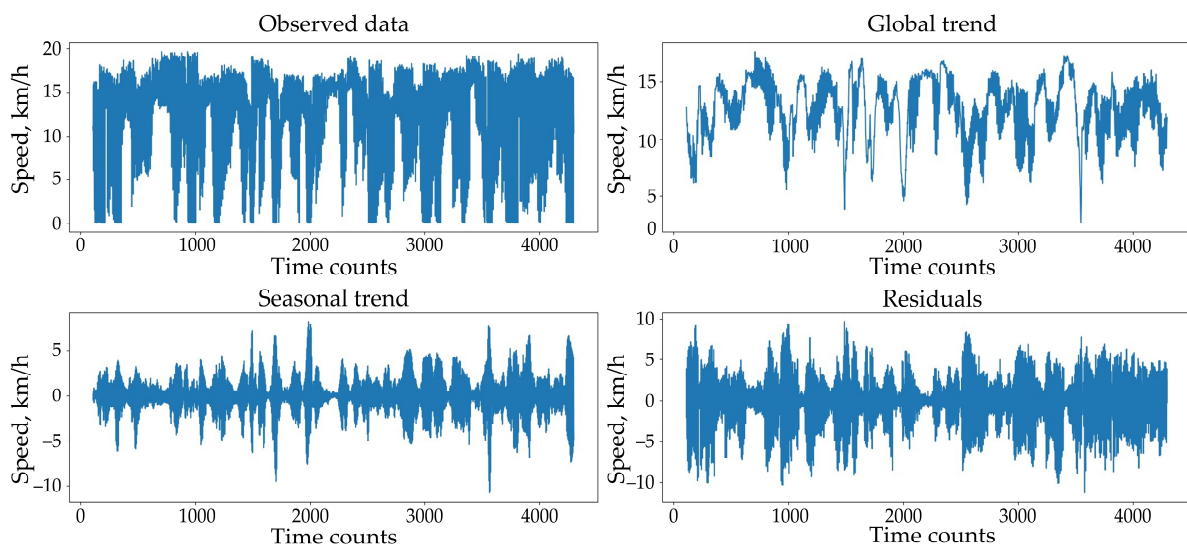 Observed data
Speed, km/h
20
15
10
5
0
0 1000 2000 3000 4000
Time counts
Global trend
Speed, km/h
15
10
5
0
0 1000 2000 3000 4000
Time counts
Seasonal trend
Speed, km/h
5
0
−5
−10
0 1000 2000 3000 4000
Time counts
Residuals
Speed, km/h
10
5
0
−5
−10
0 1000 2000 3000 4000
Time counts